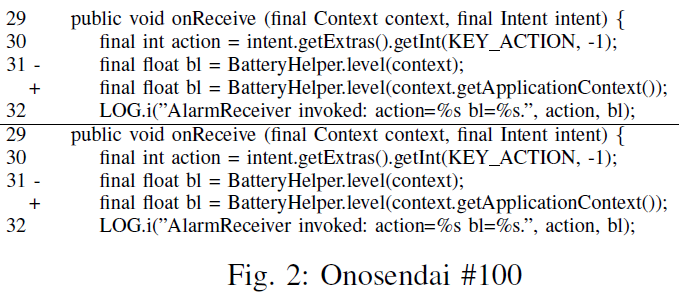 29 public void onReceive (final Context context, final Intent intent) {
30 final int action = intent.getExtras().getInt(KEY_ACTION, -1);
31 - final float bl = BatteryHelper.level(context);
+ final float bl = BatteryHelper.level(context.getApplicationContext());
32 LOG.i("AlarmReceiver invoked: action=%s bl=%s.", action, bl);
29 public void onReceive (final Context context, final Intent intent) {
30 final int action = intent.getExtras().getInt(KEY_ACTION, -1);
31 - final float bl = BatteryHelper.level(context);
+ final float bl = BatteryHelper.level(context.getApplicationContext());
32 LOG.i("AlarmReceiver invoked: action=%s bl=%s.", action, bl);
Fig. 2: Onosendai #100